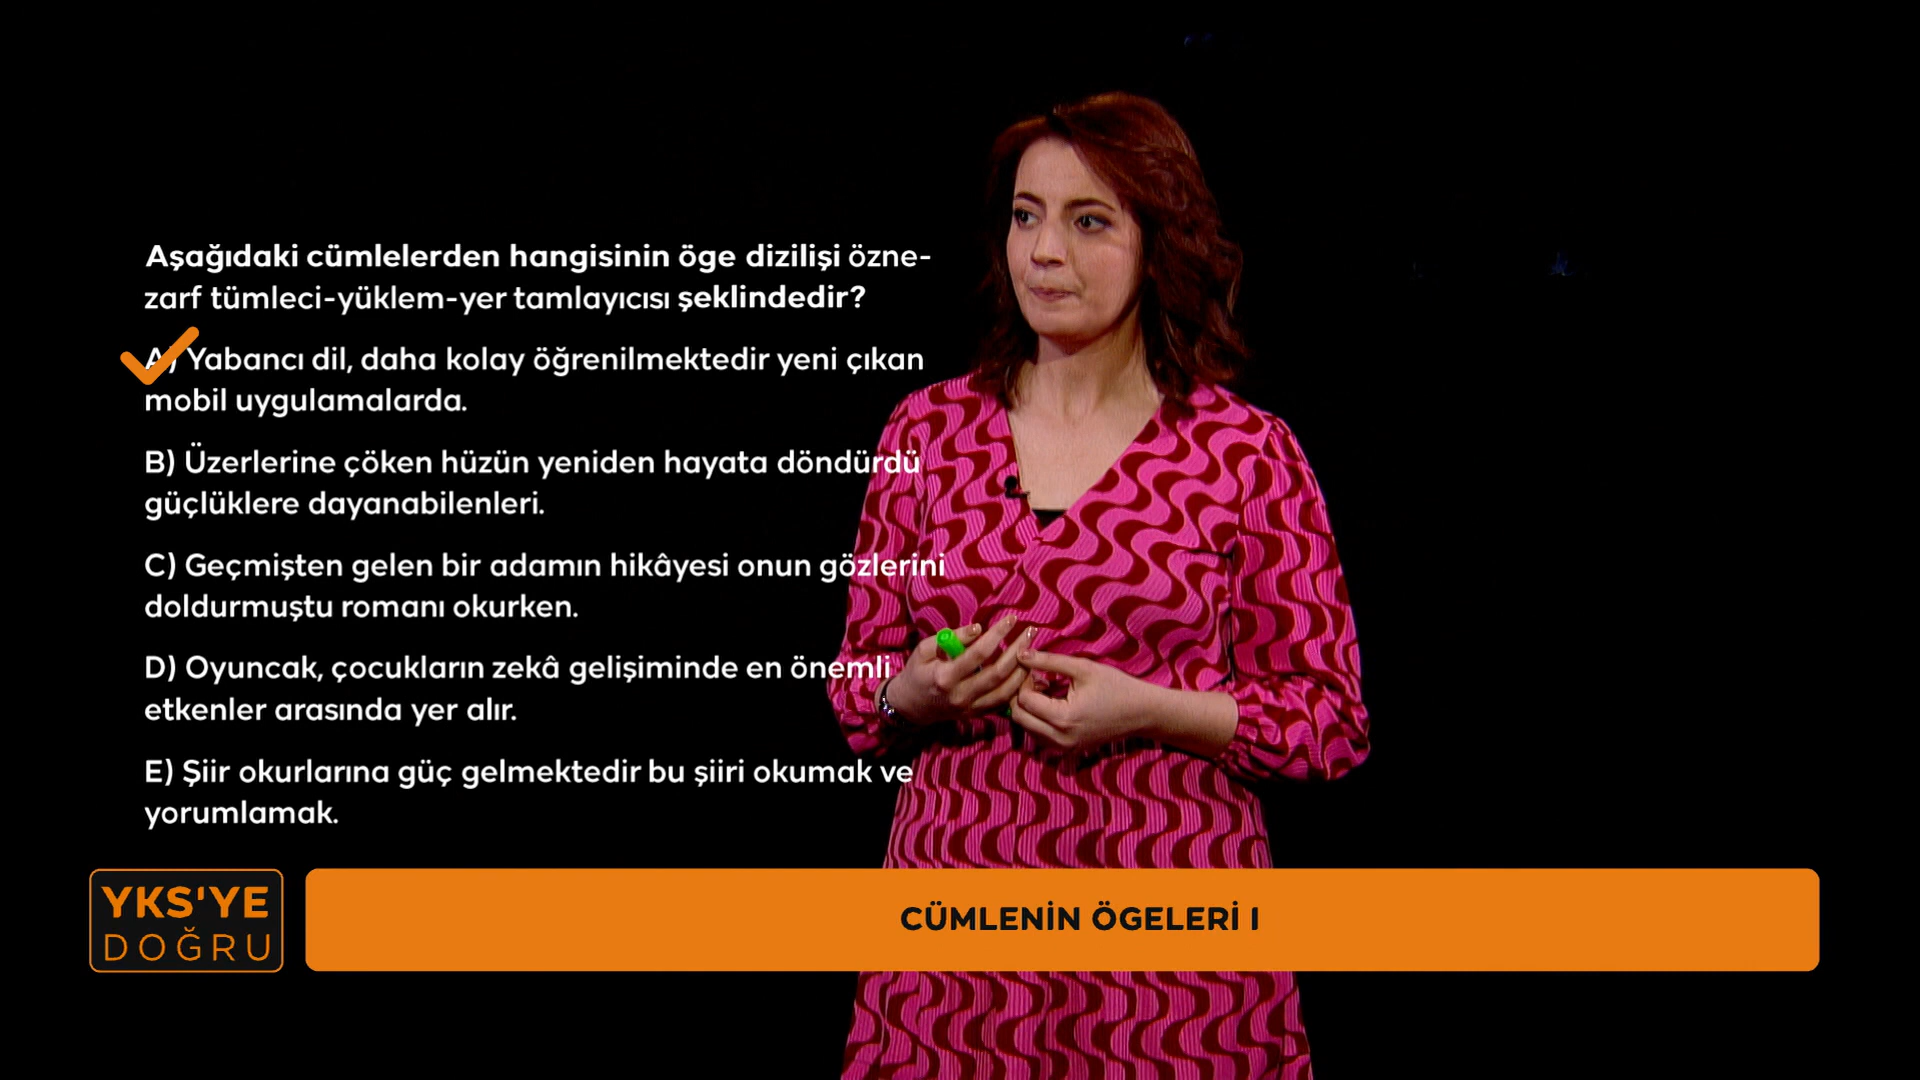 Aşağıdaki cümlelerden hangisinin öge dizilişi özne-
zarf tümleci-yüklem-yer tamlayıcısı şeklindedir?
A) Yabancı dil, daha kolay öğrenilmektedir yeni çıkan
mobil uygulamalarda.
B) Üzerlerine çöken hüzün yeniden hayata döndürdü
güçlüklere dayanabilenleri.
C) Geçmişten gelen bir adamın hikâyesi onun gözlerini
doldurmuştu romanı okurken.
D) Oyuncak, çocukların zekâ gelişiminde en önemli
etkenler arasında yer alır.
E) Şiir okurlarına güç gelmektedir bu şiiri okumak ve
yorumlamak.
YKS'YE
DOĞRU
CÜMLENİN ÖGELERİ I